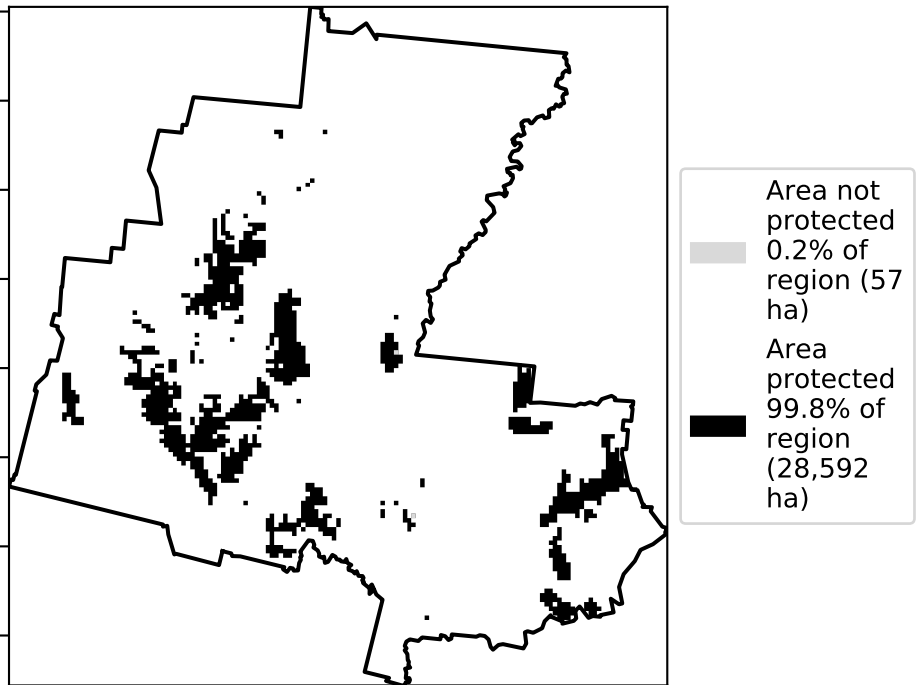 Area not
protected
0.2% of
region (57
ha)
Area
protected
99.8% of
region
(28,592
ha)